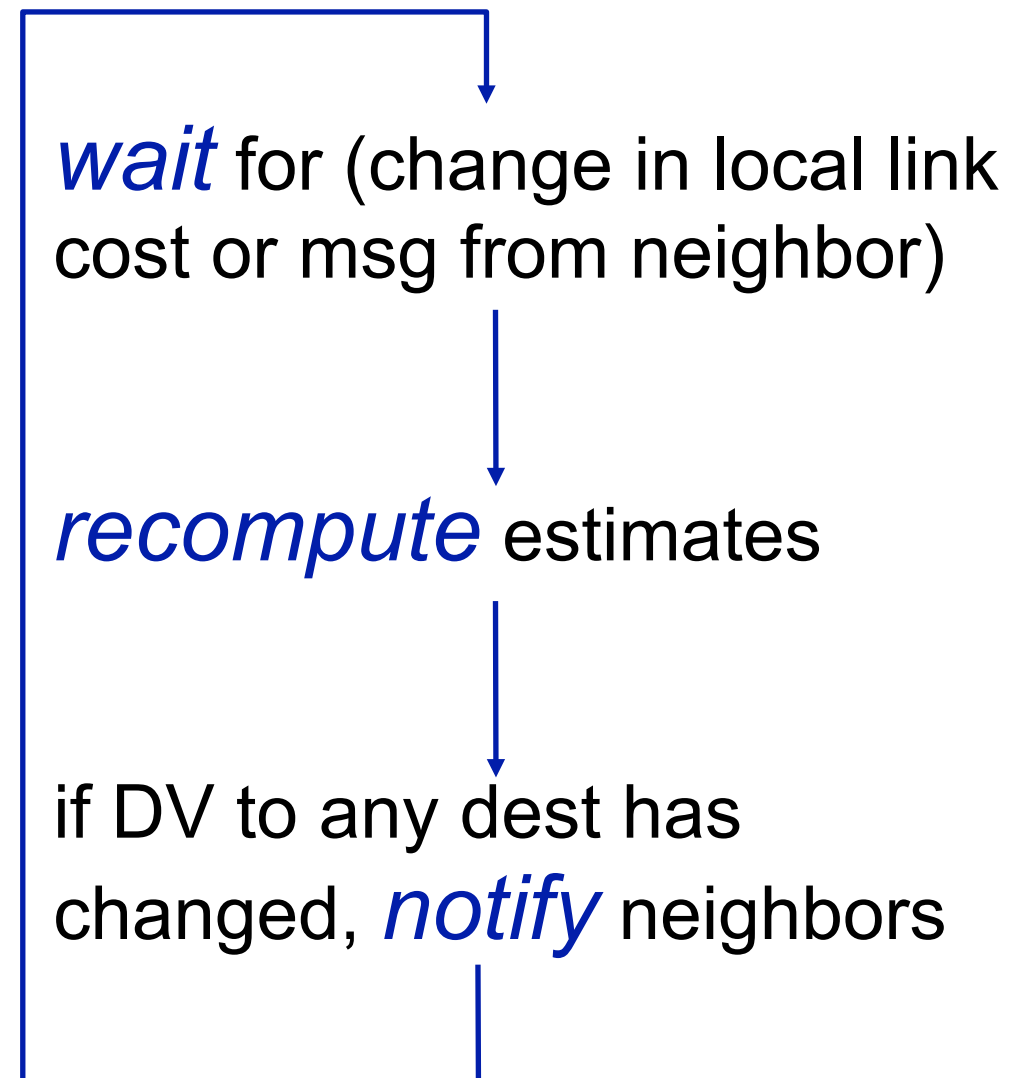 wait for (change in local link
cost or msg from neighbor)
recompute estimates
if DV to any dest has
changed, notify neighbors